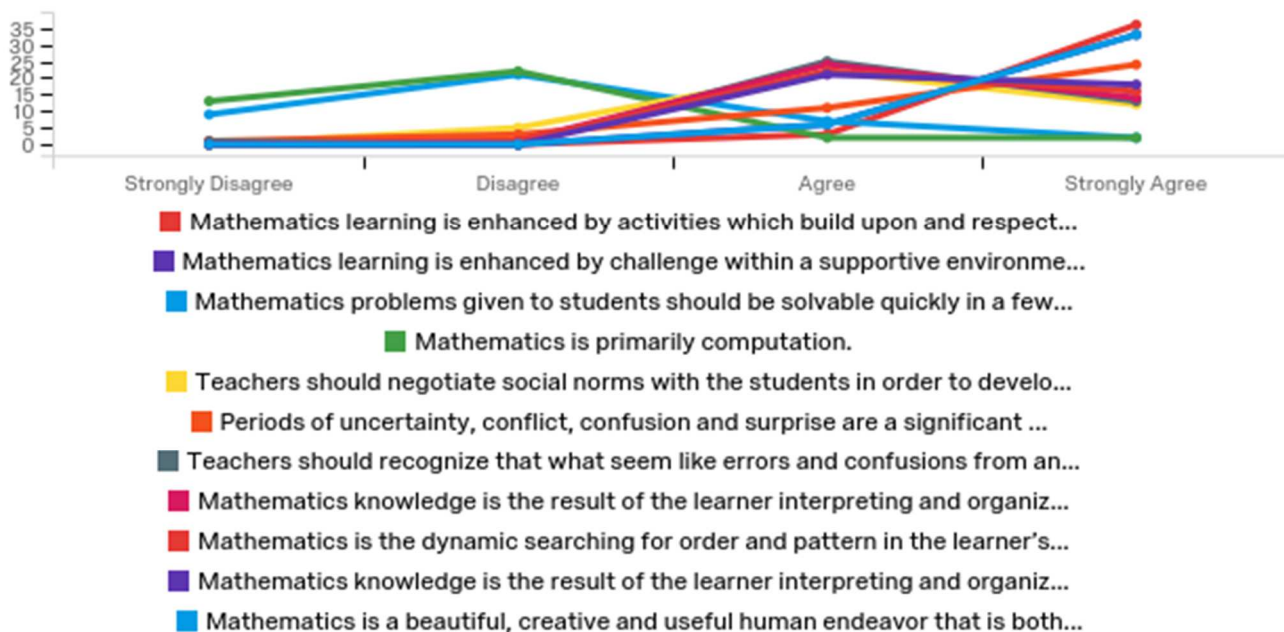 35
30
25
20
15
10
5
0
Strongly Disagree Disagree Agree Strongly Agree
Mathematics learning is enhanced by activities which build upon and respect...
Mathematics learning is enhanced by challenge within a supportive environme...
Mathematics problems given to students should be solvable quickly in a few...
Mathematics is primarily computation.
Teachers should negotiate social norms with the students in order to develo...
Periods of uncertainty, conflict, confusion and surprise are a significant ...
Teachers should recognize that what seem like errors and confusions from an...
Mathematics knowledge is the result of the learner interpreting and organiz...
Mathematics is the dynamic searching for order and pattern in the learner's...
Mathematics knowledge is the result of the learner interpreting and organiz...
Mathematics is a beautiful, creative and useful human endeavor that is both...